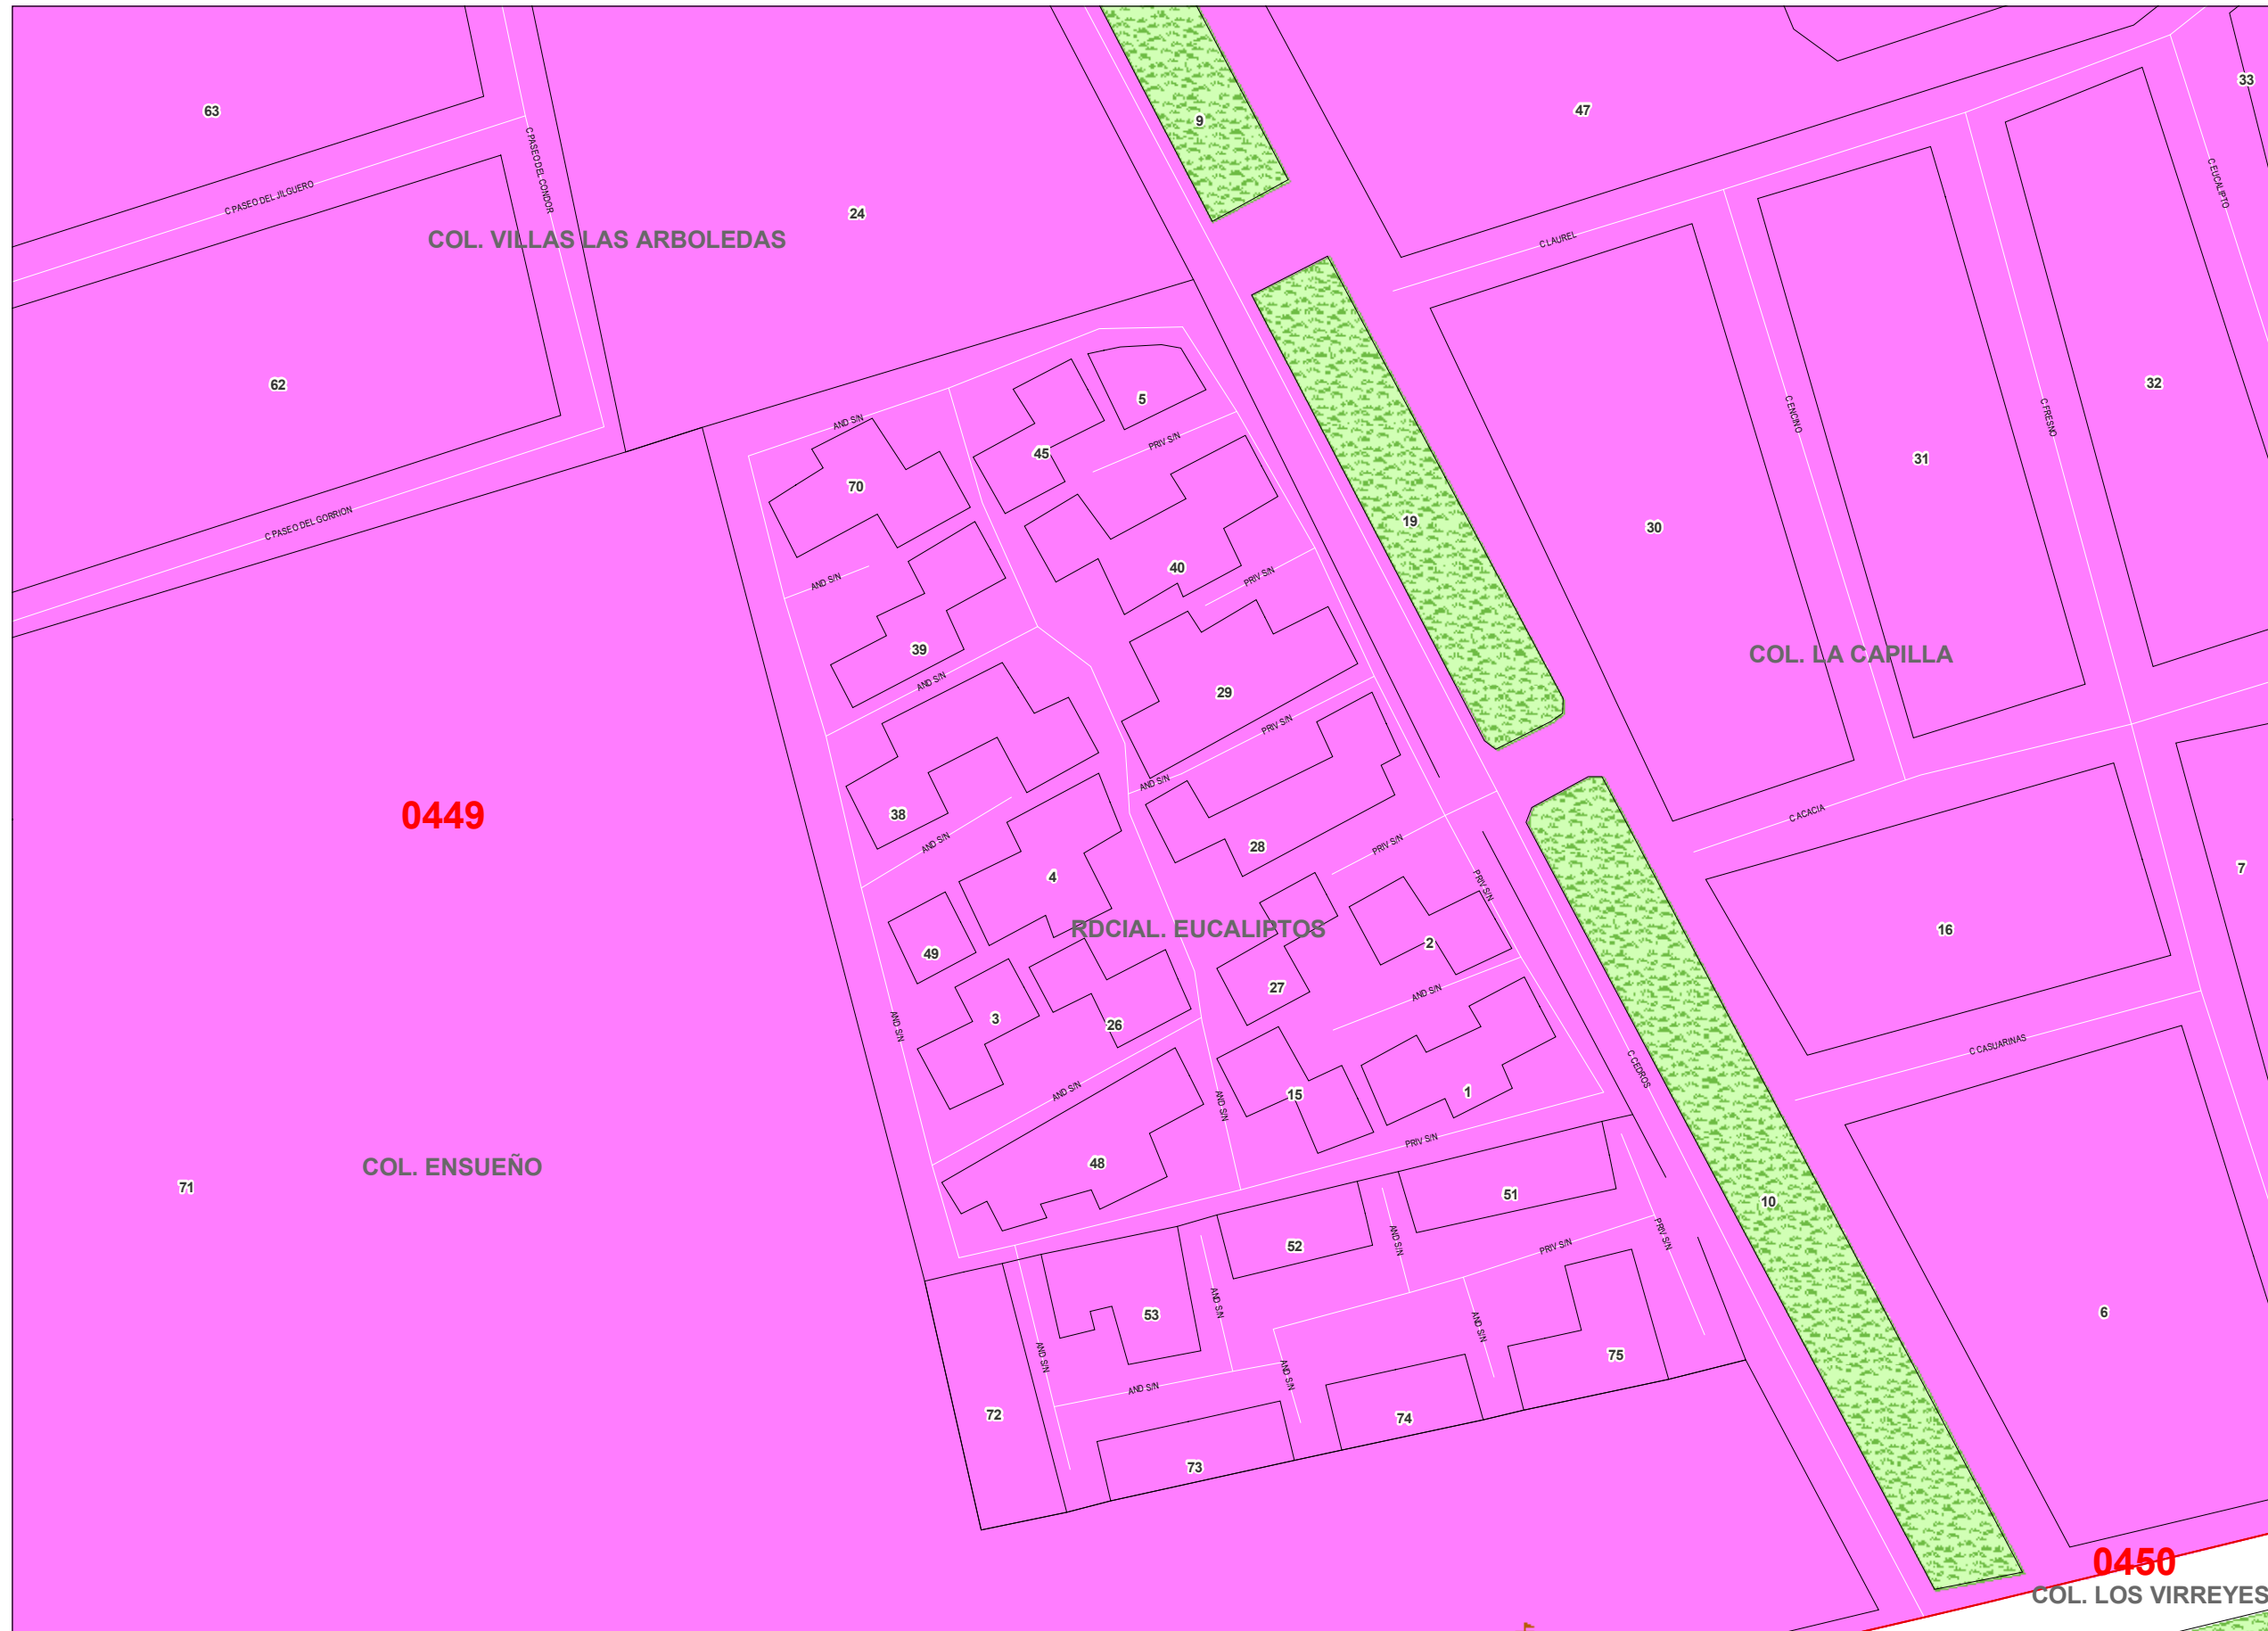 63
47
33
9
C PASEO DEL CONDOR
C PASEO DEL JILGUERO
C EUCALIPTO
24
COL. VILLAS LAS ARBOLEDAS
C LAUREL
62
5
32
C ENCINO
C FRESNO
AND S/N
PRIV S/N
45
31
70
19
C PASEO DEL GORRION
30
40
AND S/N
PRIV S/N
39
COL. LA CAPILLA
AND S/N
29
PRIV S/N
AND S/N
0449
38
C ACACIA
AND S/N
28
PRIV S/N
7
4
PRIV S/N
RDCIAL. EUCALIPTOS
16
49
2
27
AND S/N
3
26
AND S/N
C CASUARINAS
C CEDROS
AND S/N
15
1
AND S/N
PRIV S/N
48
COL. ENSUEÑO
71
51
10
52
AND S/N
PRIV S/N
PRIV S/N
AND S/N
53
6
AND S/N
AND S/N
75
AND S/N
AND S/N
72
74
73
0450
COL. LOS VIRREYES